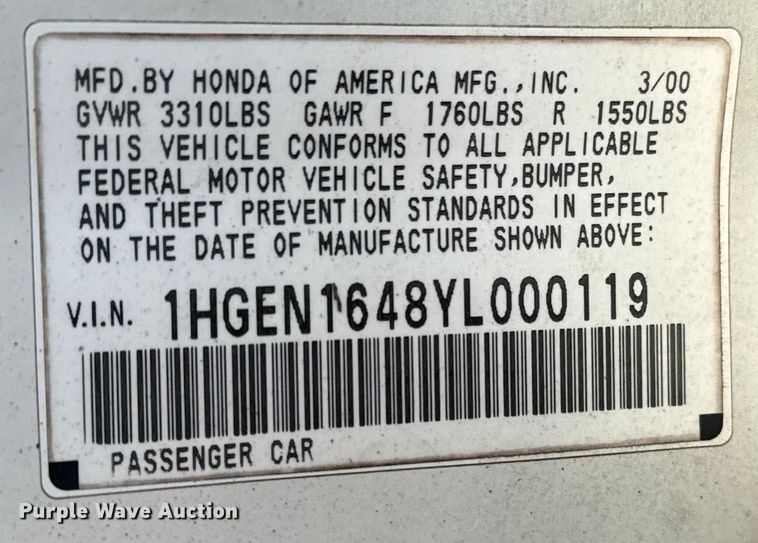 MFD.BY HONDA OF AMERICA MFG.,INC. 3/00
GVWR 3310LBS GAWR F 1760LBS R 1550LBS
THIS VEHICLE CONFORMS TO ALL APPLICABLE
FEDERAL MOTOR VEHICLE SAFETY,BUMPER,
AND THEFT PREVENTION STANDARDS IN EFFECT
ON THE DATE OF MANUFACTURE SHOWN ABOVE:
V.I.N. 1HGEN1648YL000119
PASSENGER CAR
Purple Wave Auction